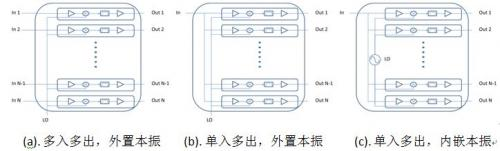 In 1
Out 1
In 2
Out 2
In N-1
Out N-1
In N
Out N
LO
(a). 多入多出，外置本振
In
Out 1
Out 2
Out N-1
Out N
LO
(b). 单入多出，外置本振
In
Out 1
Out 2
LO
Out N-1
Out N
(c). 单入多出，内嵌本振